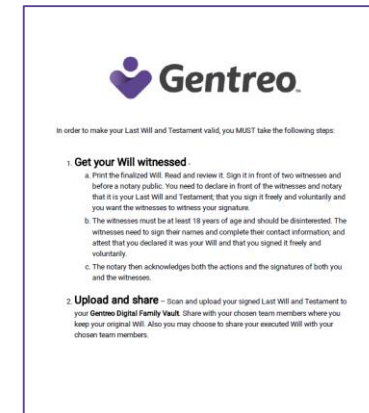 Gentreo™
In order to make your Last Will and Testament valid, you MUST take the following steps:
1. Get your Will witnessed -
a. Print the finalized Will. Read and review it. Sign it in front of two witnesses and
before a notary public. You need to declare in front of the witnesses and notary
that it is your Last Will and Testament; that you sign it freely and voluntarily and
you want the witnesses to witness your signature.
b. The witnesses must be at least 18 years of age and should be disinterested. The
witnesses need to sign their names and complete their contact information; and
attest that you declared it was your Will and that you signed it freely and
voluntarily.
c. The notary then acknowledges both the actions and the signatures of both you
and the witnesses.
2. Upload and share – Scan and upload your signed Last Will and Testament to
your Gentreo Digital Family Vault. Share with your chosen team members where you
keep your original Will. Also you may choose to share your executed Will with your
chosen team members.